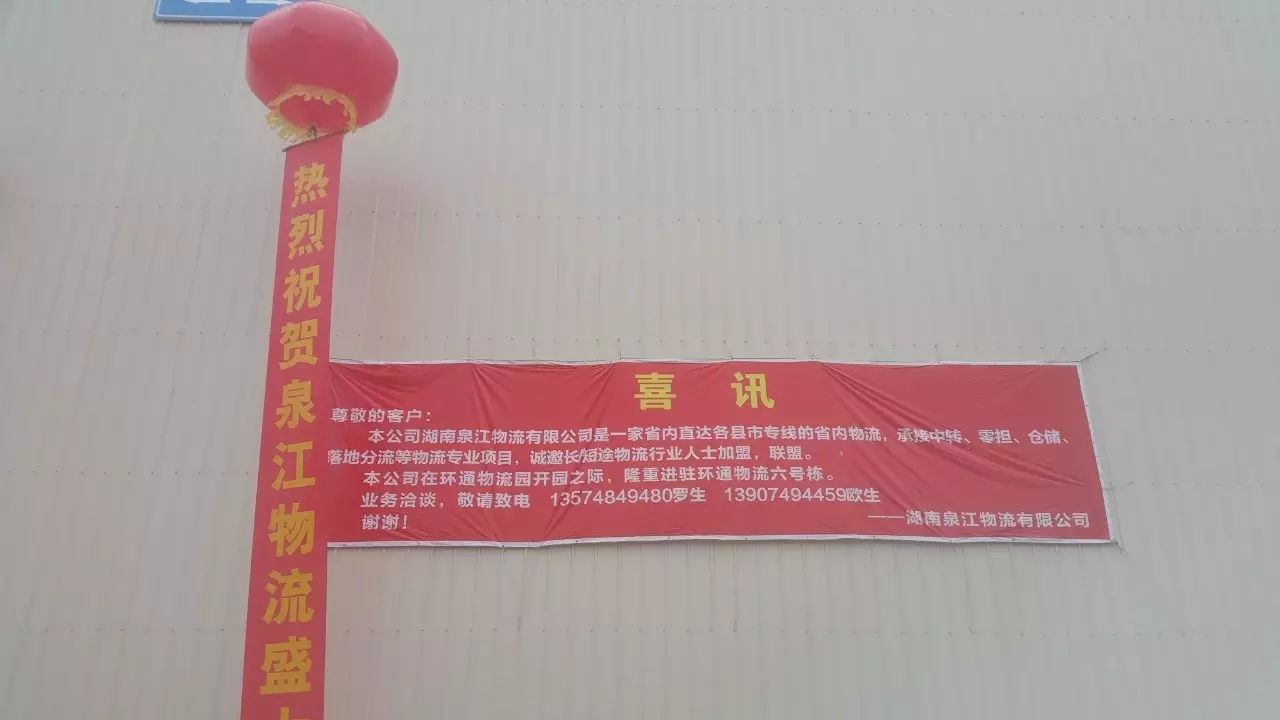 热烈祝贺泉江物流盛
喜讯
尊敬的客户：
本公司湖南泉江物流有限公司是一家省内直达各县市专线的省内物流，承接中转、零担、仓储、
落地分流等物流专业项目，诚邀长短途物流行业人士加盟，联盟。
本公司在环通物流园开园之际，隆重进驻环通物流六号栋。
业务洽谈，敬请致电 13574849480罗生 13907494459欧生
谢谢！
——湖南泉江物流有限公司